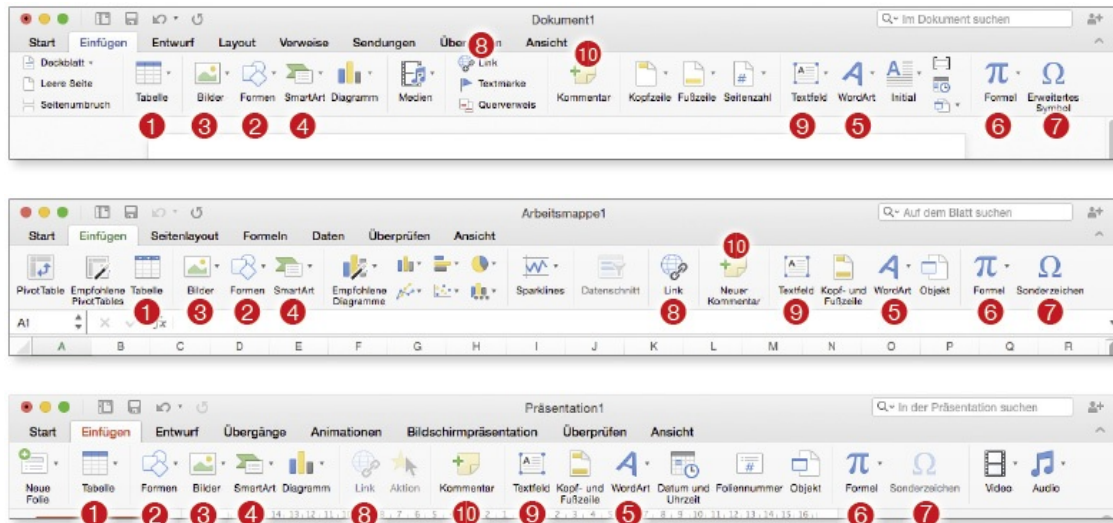 Dokument1
Im Dokument suchen
Start Einfügen Entwurf Layout Verweise Sendungen Ansicht
Deckblatt
Leere Seite
Seitenumbruch
Tabelle Bilder Formen SmartArt Diagramm Medien
8 Link
Textmarke
Querverweis
10 Kommentar
Kopfzeile Fußzeile Seitenzahl Textfeld WordArt Initial Formel Erweitertes
Symbol
1 3 2 4 9 5 6 7
Arbeitsmappe1
Auf dem Blatt suchen
Start Einfügen Seitenlayout Formeln Daten Überprüfen Ansicht
10
PivotTable Empfohlene Tabelle Bilder Formen SmartArt Empfohlene Sparklines Datenschnitt Link Neuer Textfeld Kopf- und WordArt Objekt Formel Sonderzeichen
PivotTables Diagramme Kommentar Fußzeile
1 3 2 4 8 9 5 6 7
A1 fx
A B C D E F G H I J K L M N O P Q R
Präsentation1
In der Präsentation suchen
Start Einfügen Entwurf Übergänge Animationen Bildschirmpräsentation Überprüfen Ansicht
Neue Tabelle Formen Bilder SmartArt Diagramm Link Aktion Kommentar Textfeld Kopf- und WordArt Datum und Foliennummer Objekt Formel Sonderzeichen Video Audio
Folie Fußzeile Uhrzeit
1 2 3 4 8 10 9 5 6 7